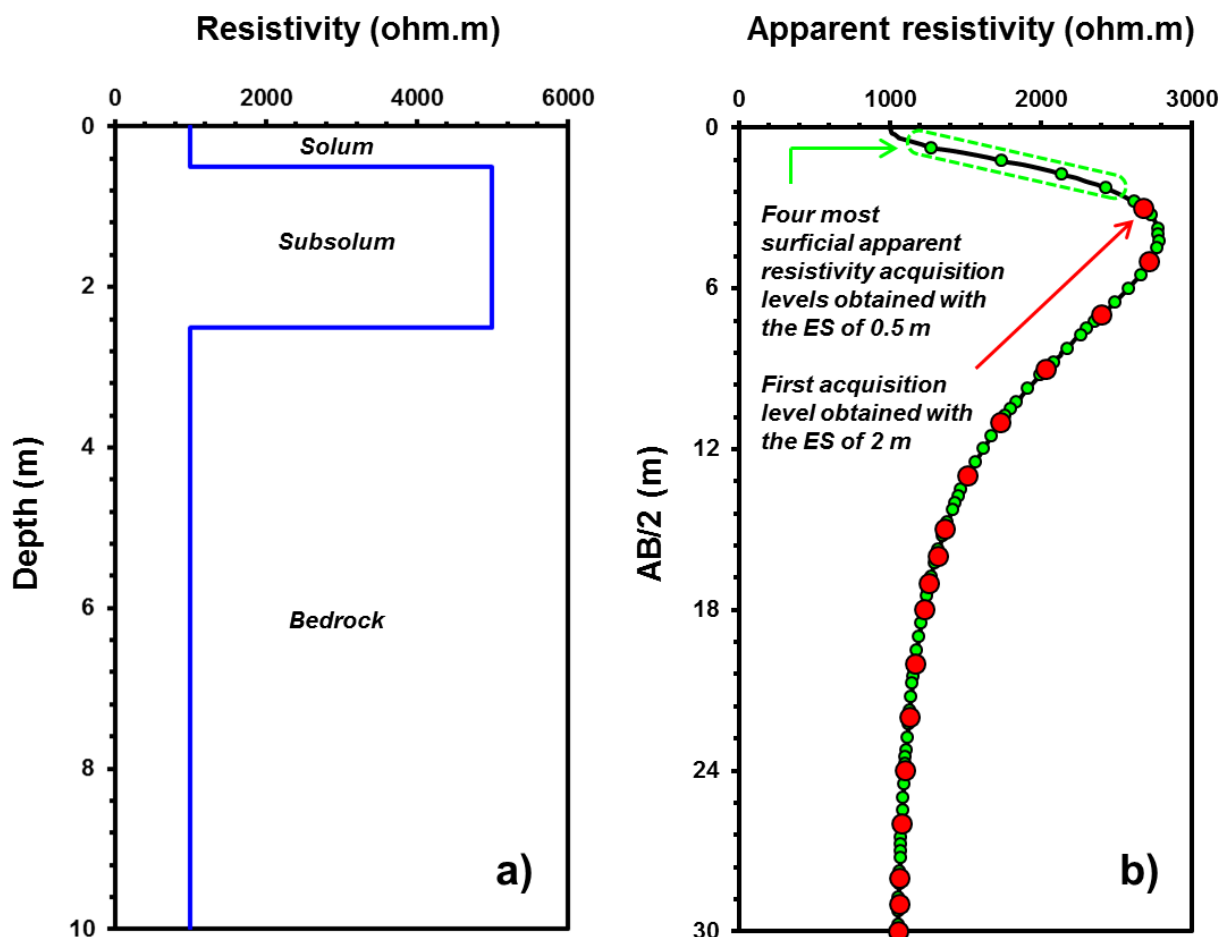 Resistivity (ohm.m)
0
2000
4000
6000
0
2
4
6
8
10
Depth (m)
Solum
Subsolum
Bedrock
a)
Apparent resistivity (ohm.m)
0
1000
2000
3000
0
6
12
18
24
30
AB/2 (m)
Four most
surficial apparent
resistivity acquisition
levels obtained with
the ES of 0.5 m
First acquisition
level obtained with
the ES of 2 m
b)